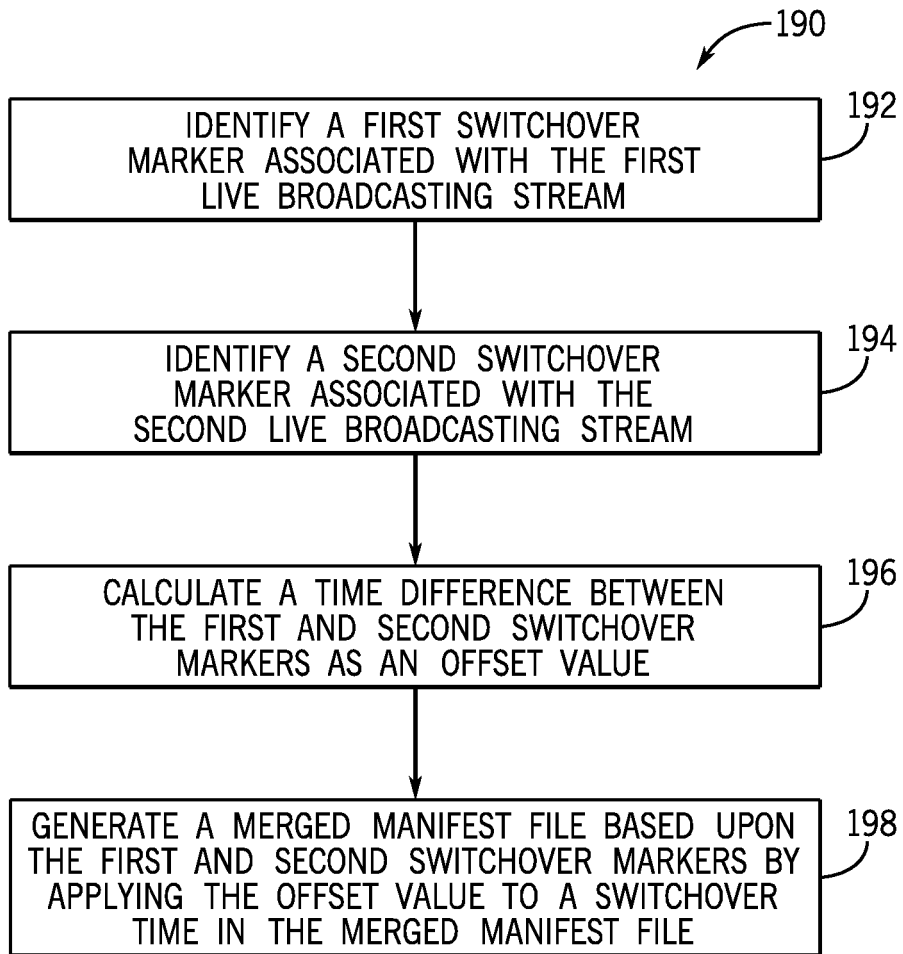 190
192
IDENTIFY A FIRST SWITCHOVER
MARKER ASSOCIATED WITH THE FIRST
LIVE BROADCASTING STREAM
194
IDENTIFY A SECOND SWITCHOVER
MARKER ASSOCIATED WITH THE
SECOND LIVE BROADCASTING STREAM
196
CALCULATE A TIME DIFFERENCE BETWEEN
THE FIRST AND SECOND SWITCHOVER
MARKERS AS AN OFFSET VALUE
198
GENERATE A MERGED MANIFEST FILE BASED UPON
THE FIRST AND SECOND SWITCHOVER MARKERS BY
APPLYING THE OFFSET VALUE TO A SWITCHOVER
TIME IN THE MERGED MANIFEST FILE